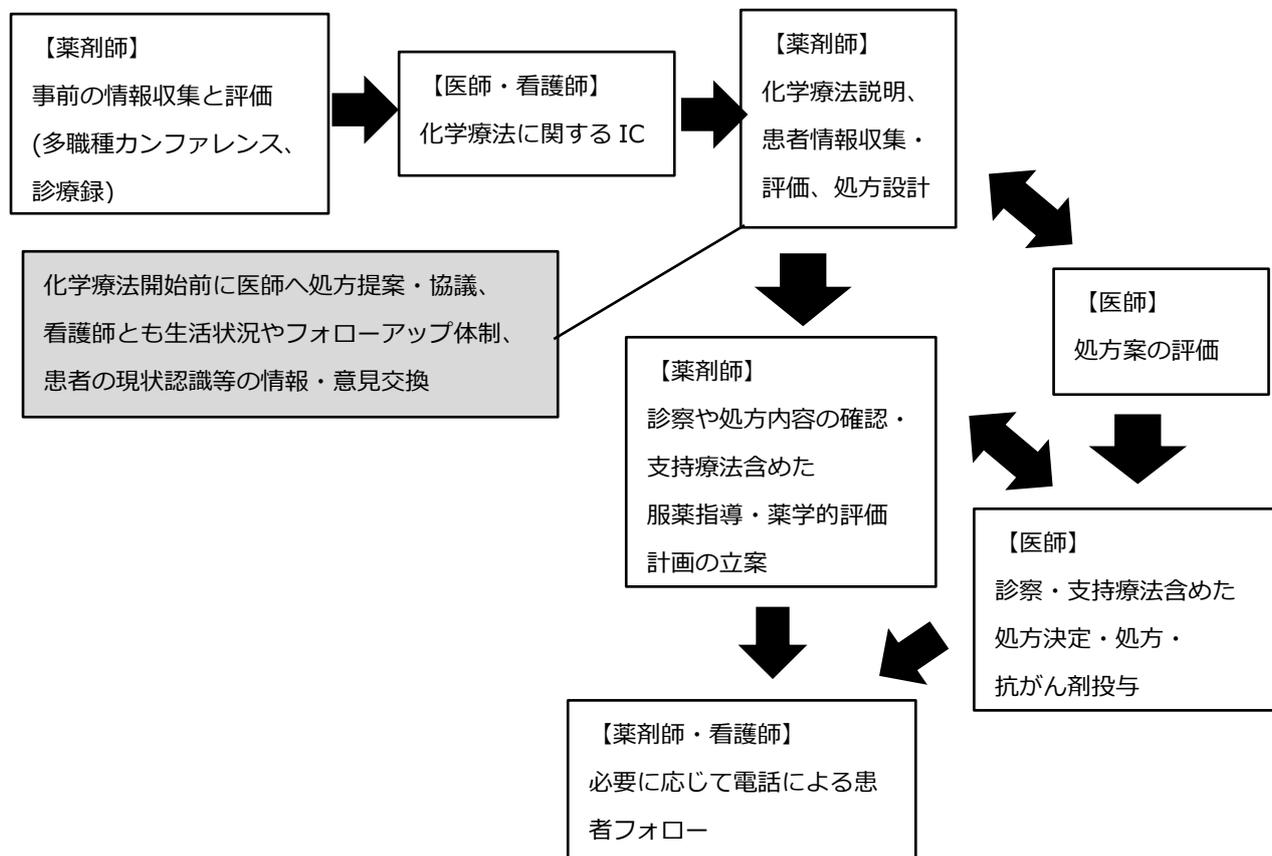 【薬剤師】
事前の情報収集と評価
(多職種カンファレンス、
診療録)
【医師・看護師】
化学療法に関する IC
【薬剤師】
化学療法説明、
患者情報収集・
評価、処方設計
化学療法開始前に医師へ処方提案・協議、
看護師とも生活状況やフォローアップ体制、
患者の現状認識等の情報・意見交換
【医師】
処方案の評価
【薬剤師】
診察や処方内容の確認・
支持療法含めた
服薬指導・薬学的評価
計画の立案
【医師】
診察・支持療法含めた
処方決定・処方・
抗がん剤投与
【薬剤師・看護師】
必要に応じて電話による患
者フォロー